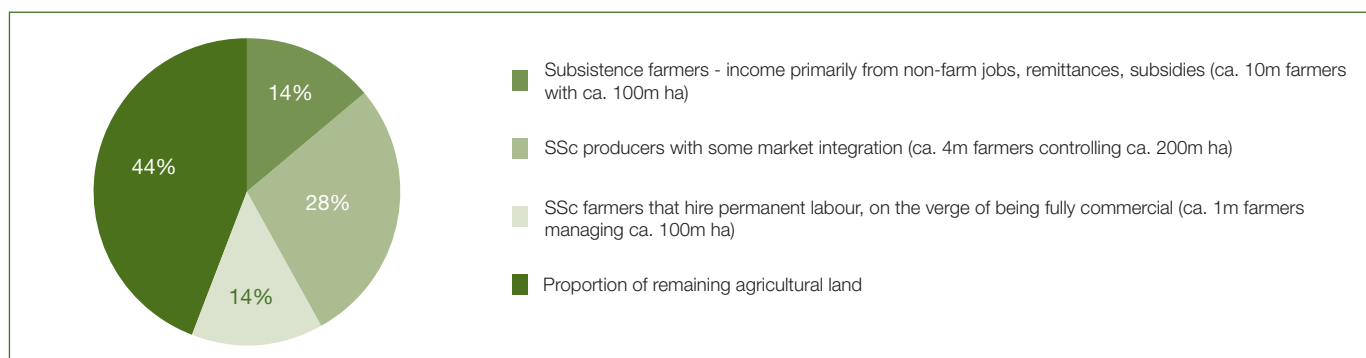 14%
44%
28%
14%
Subsistence farmers - income primarily from non-farm jobs, remittances, subsidies (ca. 10m farmers
with ca. 100m ha)
SSc producers with some market integration (ca. 4m farmers controlling ca. 200m ha)
SSc farmers that hire permanent labour, on the verge of being fully commercial (ca. 1m farmers
managing ca. 100m ha)
Proportion of remaining agricultural land